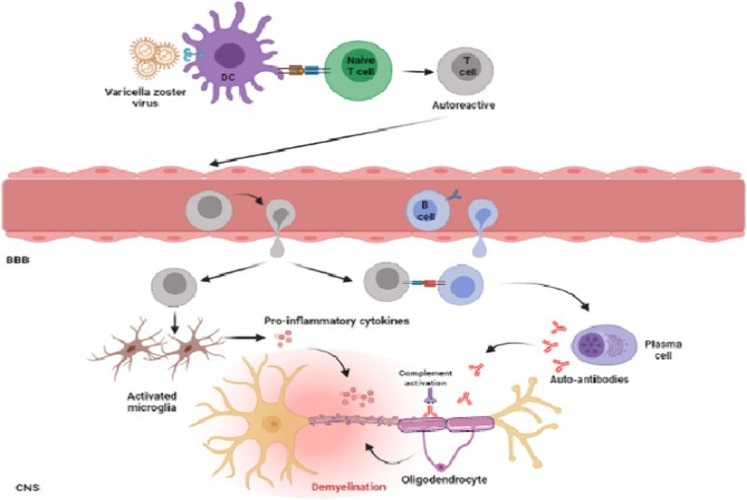 DC
Naive
T cell
T
cell
Varicella zoster
virus
Autoreactive
B
cell
BBB
Pro-inflammatory cytokines
Plasma
cell
Complement
activation
Auto-antibodies
Activated
microglia
Oligodendrocyte
Demyelination
CNS